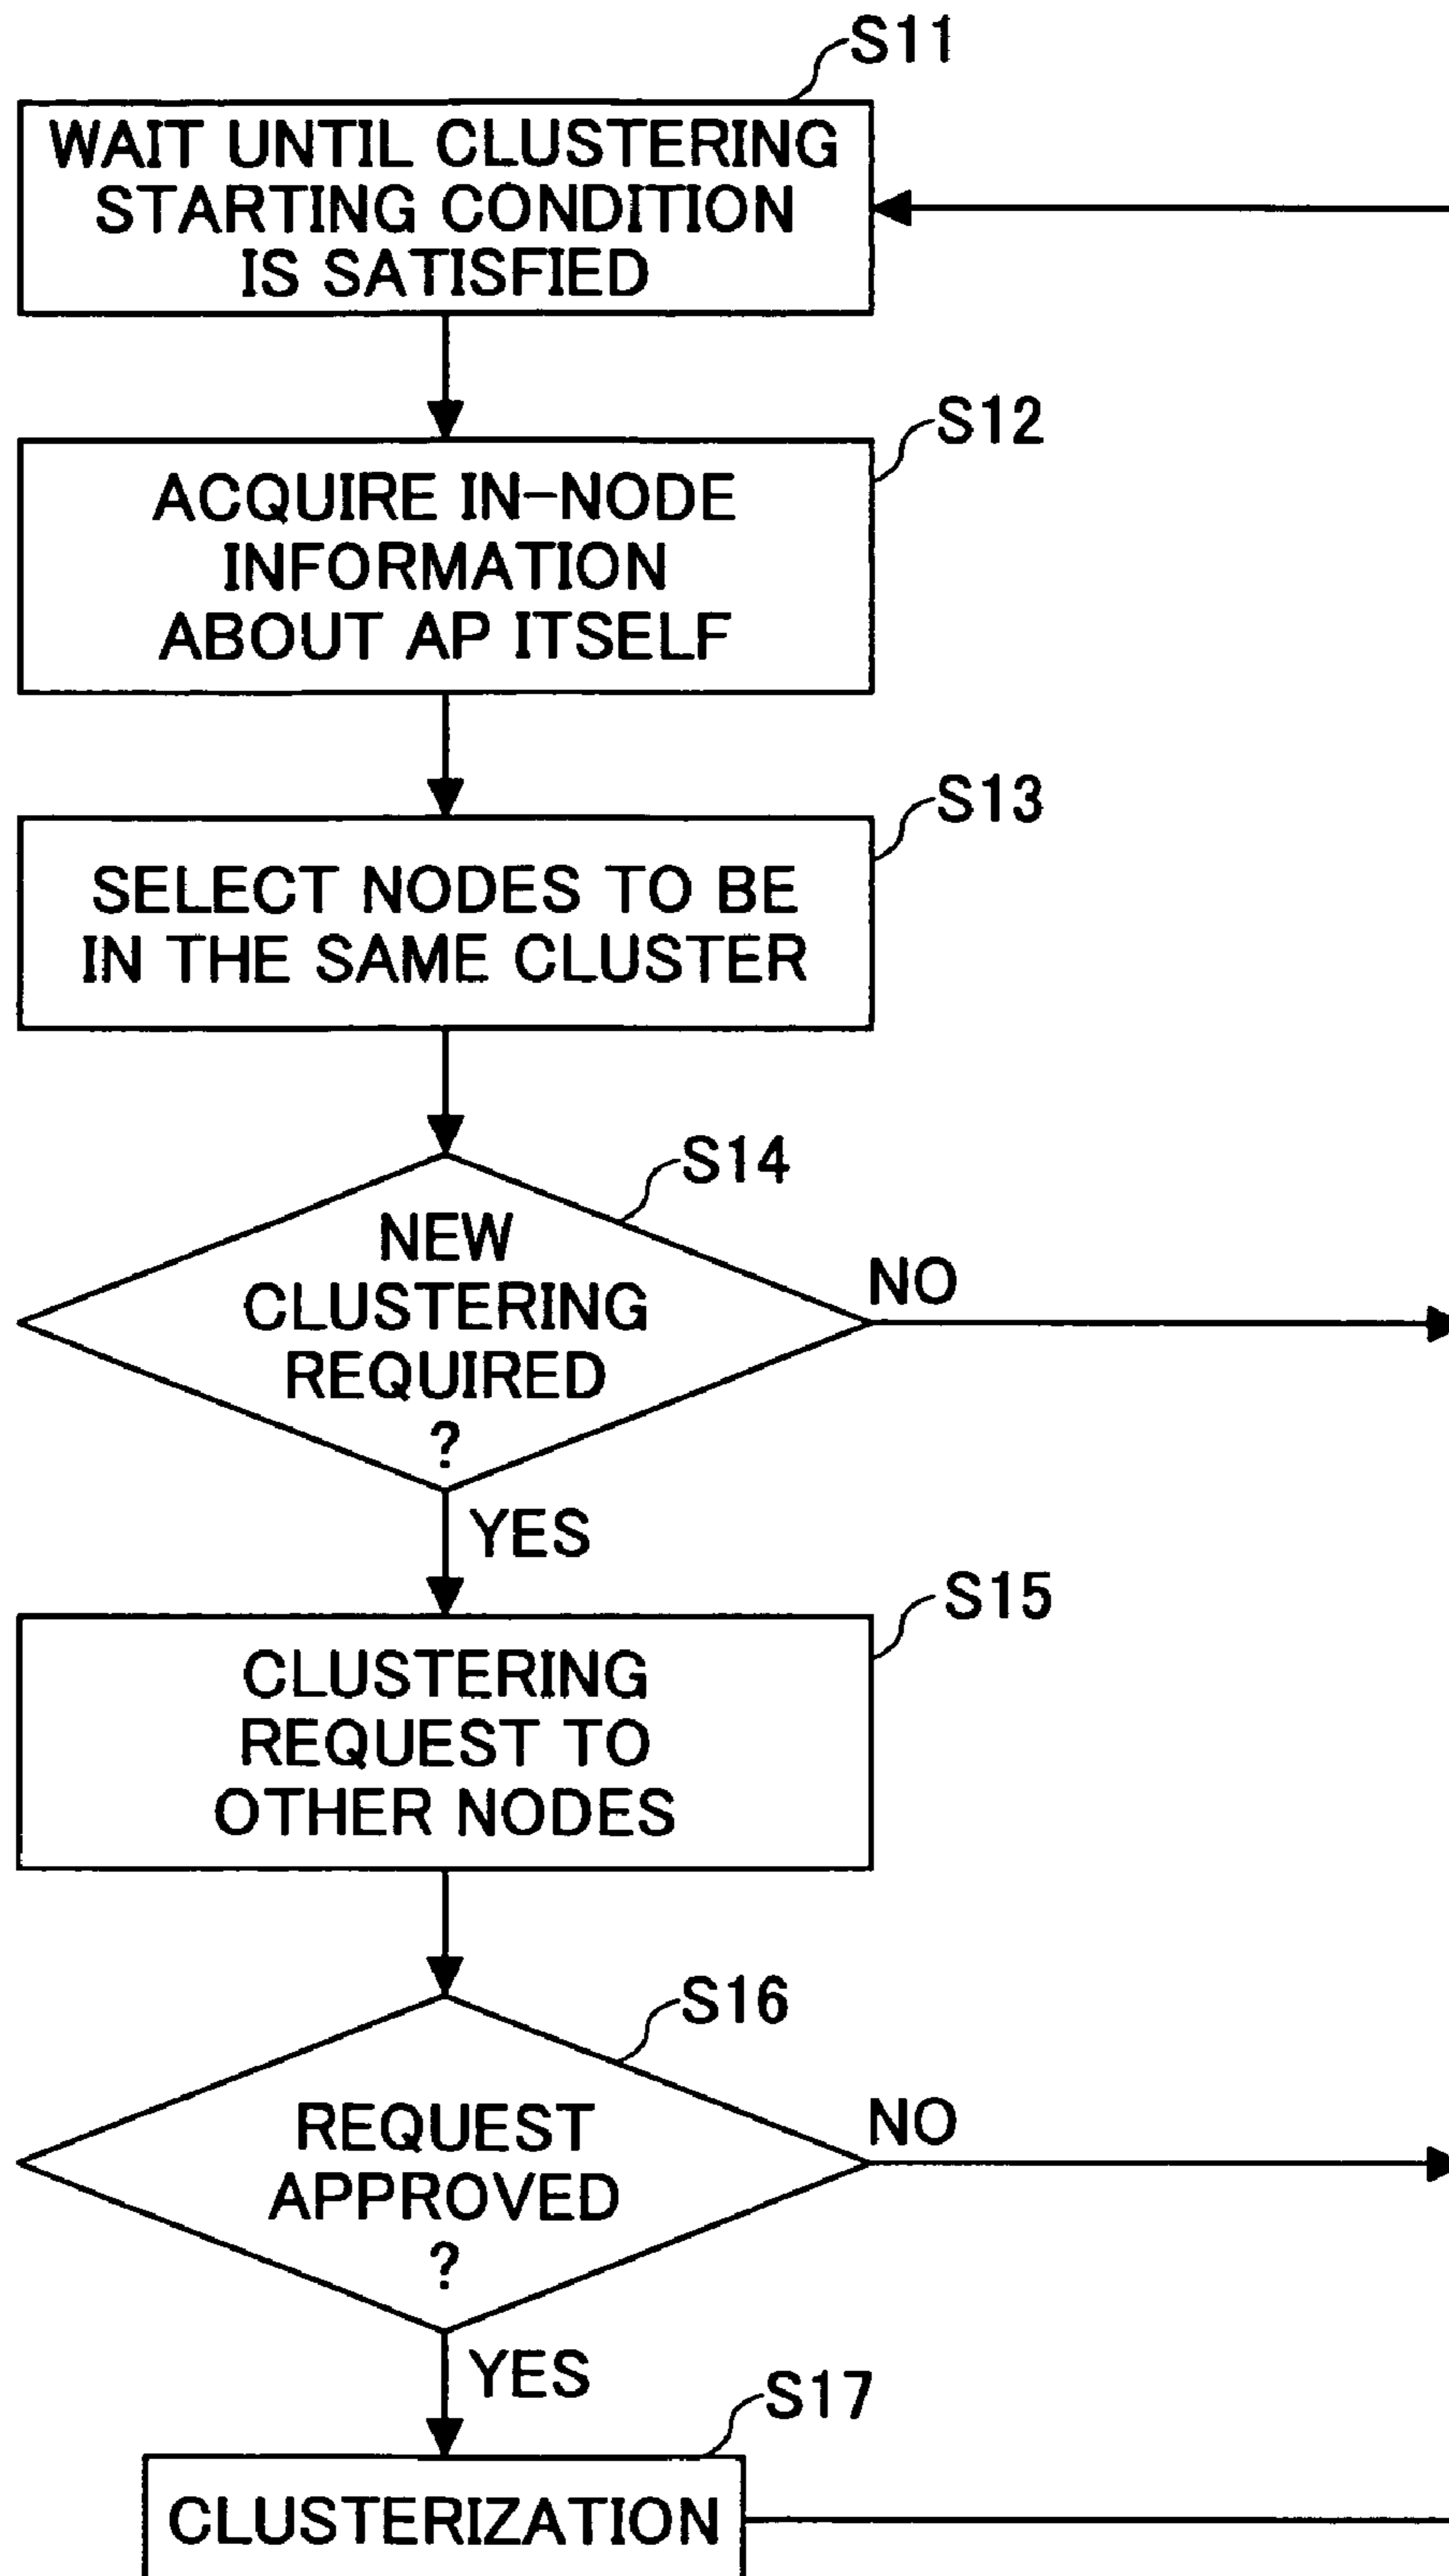 S11
WAIT UNTIL CLUSTERING
STARTING CONDITION
IS SATISFIED
S12
ACQUIRE IN-NODE
INFORMATION
ABOUT AP ITSELF
S13
SELECT NODES TO BE
IN THE SAME CLUSTER
S14
NEW
CLUSTERING
REQUIRED
?
NO
YES
S15
CLUSTERING
REQUEST TO
OTHER NODES
S16
REQUEST
APPROVED
?
NO
YES
S17
CLUSTERIZATION